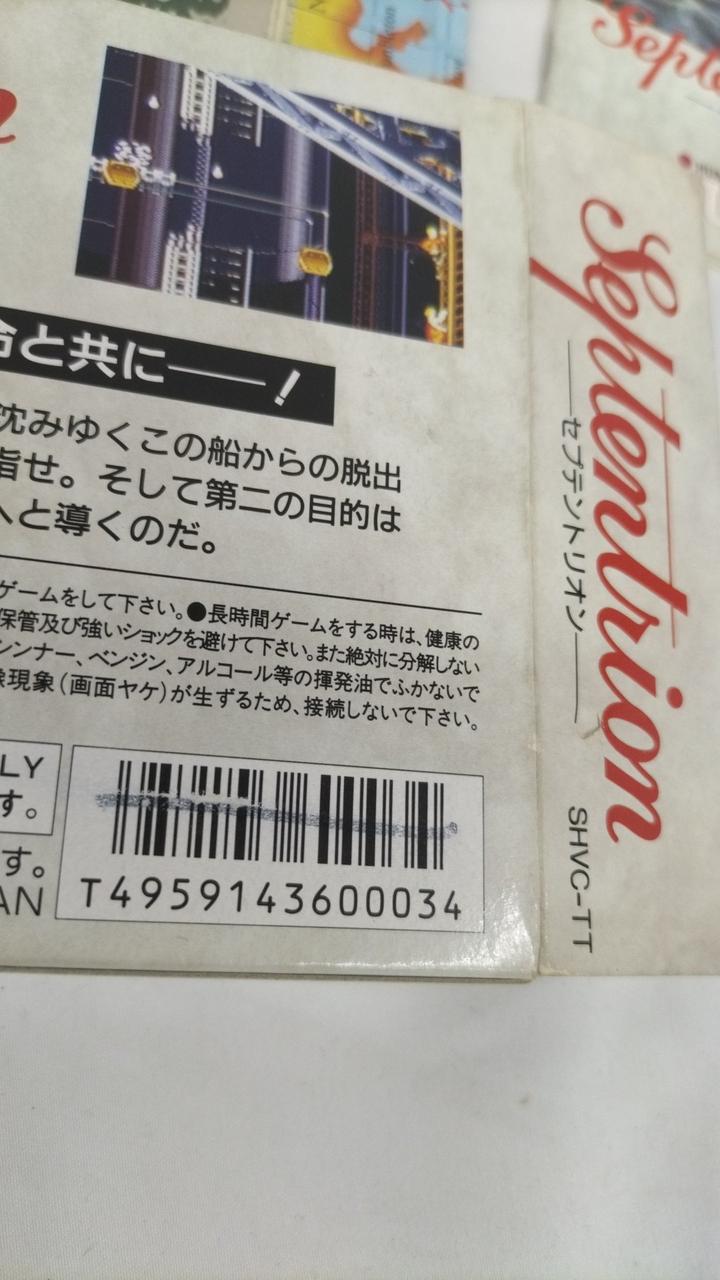 命と共に——！
沈みゆくこの船からの脱出
指せ。そして第二の目的は
へと導くのだ。
ゲームをして下さい。●長時間ゲームをする時は、健康の
保管及び強いショックを避けて下さい。また絶対に分解しない
シンナー、ベンジン、アルコール等の揮発油でふかないで
像現象(画面ヤケ)が生ずるため、接続しないで下さい。
LY
す。
す。
AN
T4959143600034
Septentrion
セプテントリオン
SHVC-TT
Septe